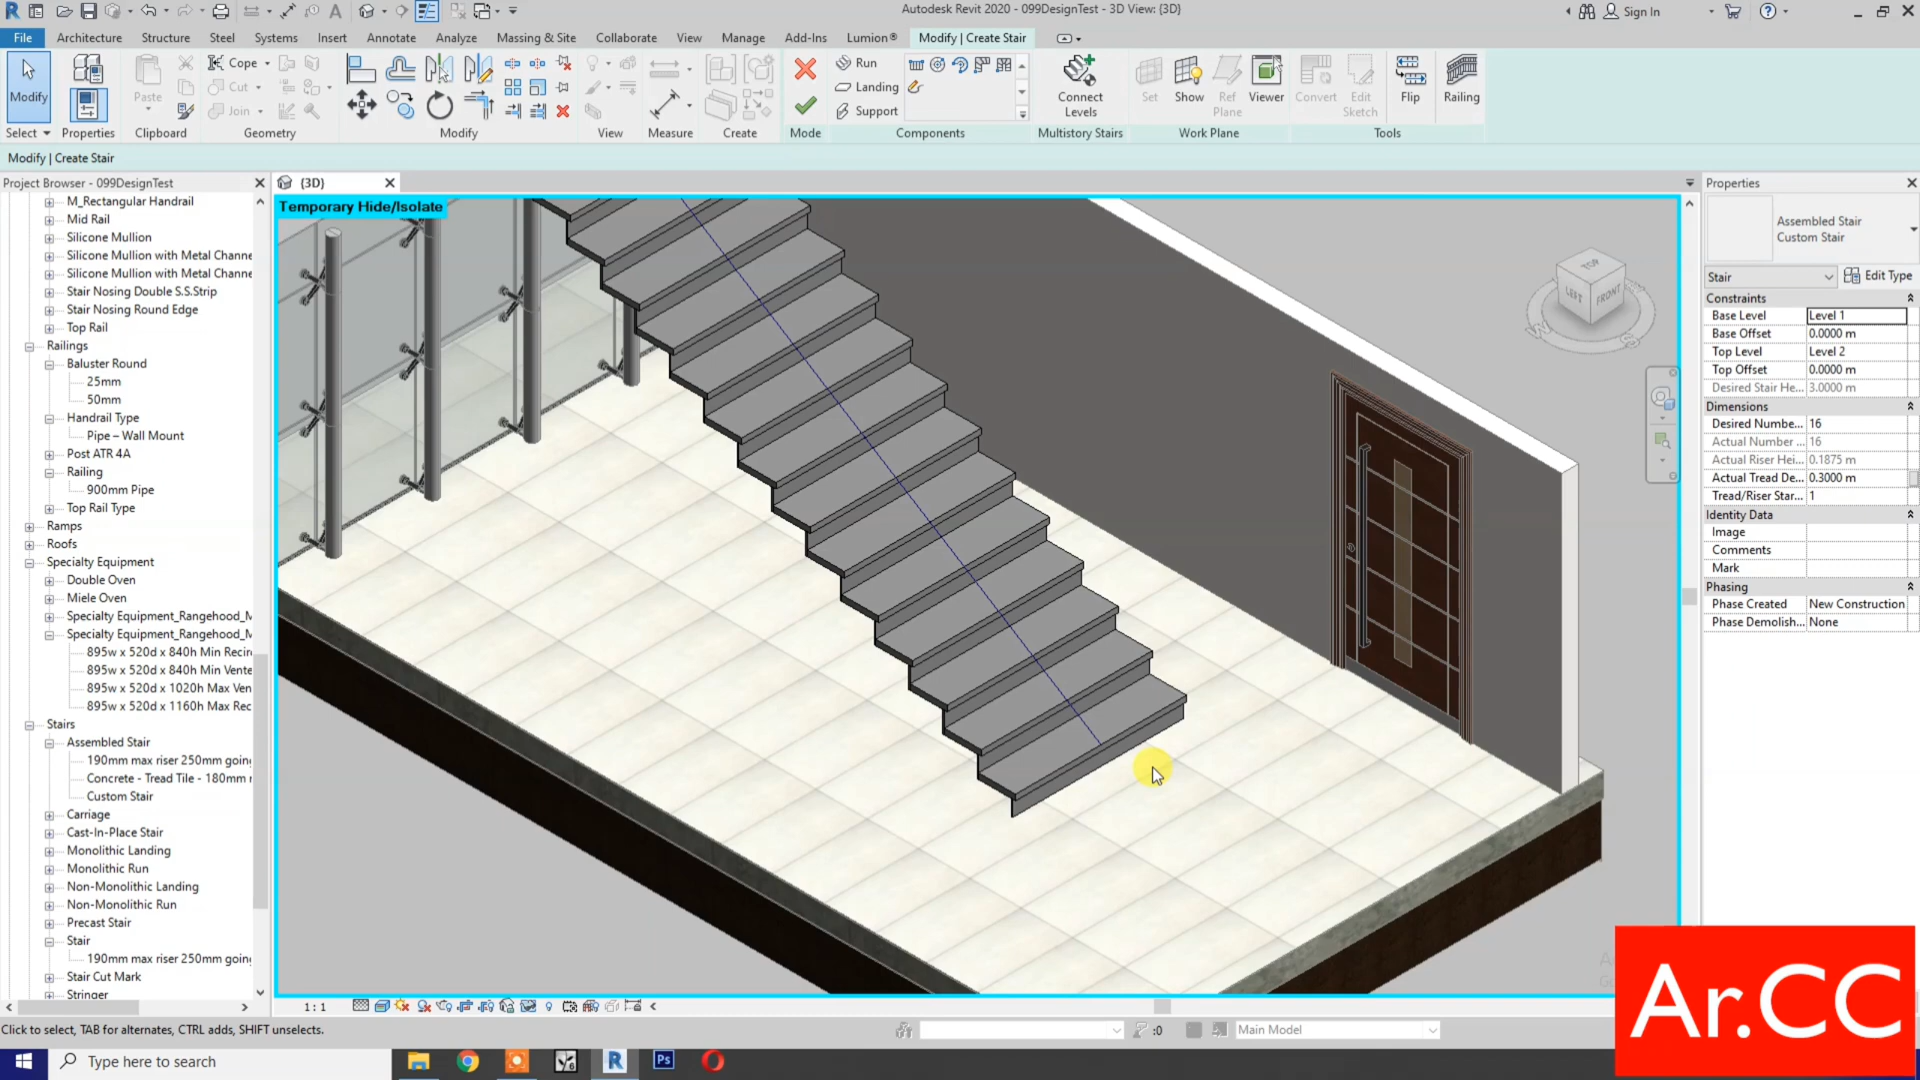 Autodesk Revit 2020 - 099DesignTest - 3D View: {3D}
Sign In
File Architecture Structure Steel Systems Insert Annotate Analyze Massing & Site Collaborate View Manage Add-Ins Lumion® Modify | Create Stair
Modify
Paste
Cope
Cut
Join
Run
Landing
Support
Connect Levels
Set Show Ref Plane Viewer
Convert Edit Sketch Flip Railing
Select Properties Clipboard Geometry Modify View Measure Create Mode Components Multistory Stairs Work Plane Tools
Modify | Create Stair
Project Browser - 099DesignTest
M_Rectangular Handrail
Mid Rail
Silicone Mullion
Silicone Mullion with Metal Channe
Silicone Mullion with Metal Channe
Stair Nosing Double S.S.Strip
Stair Nosing Round Edge
Top Rail
Railings
Baluster Round
25mm
50mm
Handrail Type
Pipe – Wall Mount
Post ATR 4A
Railing
900mm Pipe
Top Rail Type
Ramps
Roofs
Specialty Equipment
Double Oven
Miele Oven
Specialty Equipment_Rangehood_M
Specialty Equipment_Rangehood_M
895w x 520d x 840h Min Recir
895w x 520d x 840h Min Vente
895w x 520d x 1020h Max Ven
895w x 520d x 1160h Max Rec
Stairs
Assembled Stair
190mm max riser 250mm going
Concrete - Tread Tile - 180mm r
Custom Stair
Carriage
Cast-In-Place Stair
Monolithic Landing
Monolithic Run
Non-Monolithic Landing
Non-Monolithic Run
Precast Stair
Stair
190mm max riser 250mm going
Stair Cut Mark
Stringer
{3D}
Temporary Hide/Isolate
TOP
LEFT
FRONT
W
S
Properties
Assembled Stair
Custom Stair
Stair Edit Type
Constraints
Base Level Level 1
Base Offset 0.0000 m
Top Level Level 2
Top Offset 0.0000 m
Desired Stair He... 3.0000 m
Dimensions
Desired Numbe... 16
Actual Number ... 16
Actual Riser Hei... 0.1875 m
Actual Tread De... 0.3000 m
Tread/Riser Star... 1
Identity Data
Image
Comments
Mark
Phasing
Phase Created New Construction
Phase Demolish... None
1 : 1
Click to select, TAB for alternates, CTRL adds, SHIFT unselects.
:0
Main Model
Type here to search
R
Ps
Ar.CC